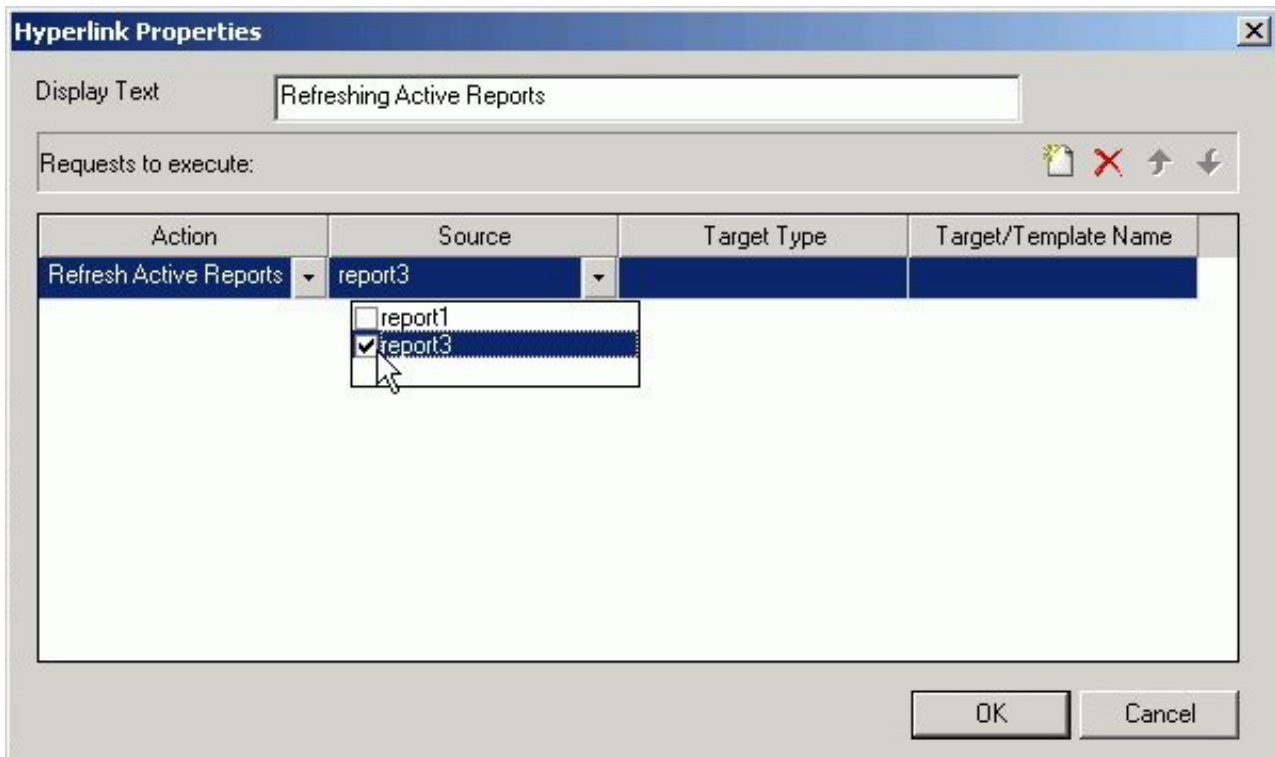 Hyperlink Properties
Display Text
Refreshing Active Reports
Requests to execute:
Action Source Target Type Target/Template Name
Refresh Active Reports report3
report1
report3
OK Cancel